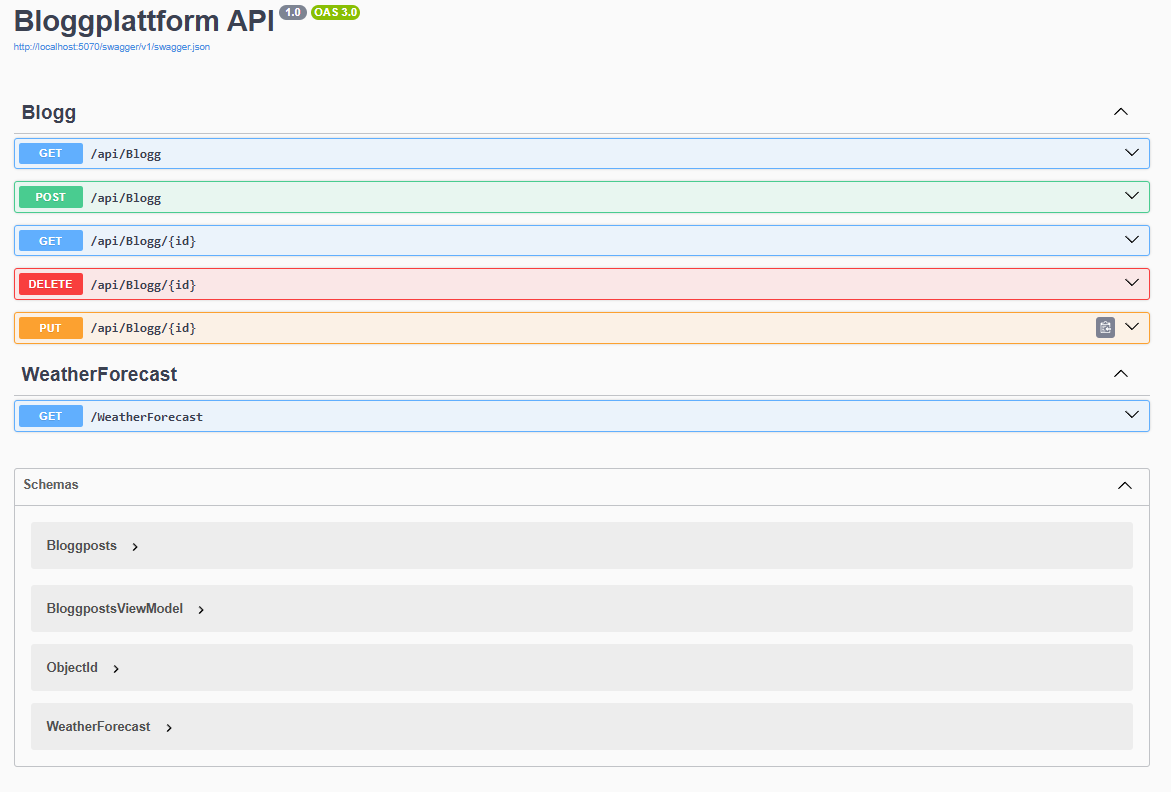 Bloggplattform API 1.0 OAS 3.0
http://localhost:5070/swagger/v1/swagger.json
Blogg
GET /api/Blogg
POST /api/Blogg
GET /api/Blogg/{id}
DELETE /api/Blogg/{id}
PUT /api/Blogg/{id}
WeatherForecast
GET /WeatherForecast
Schemas
Bloggposts
BloggpostsViewModel
ObjectId
WeatherForecast